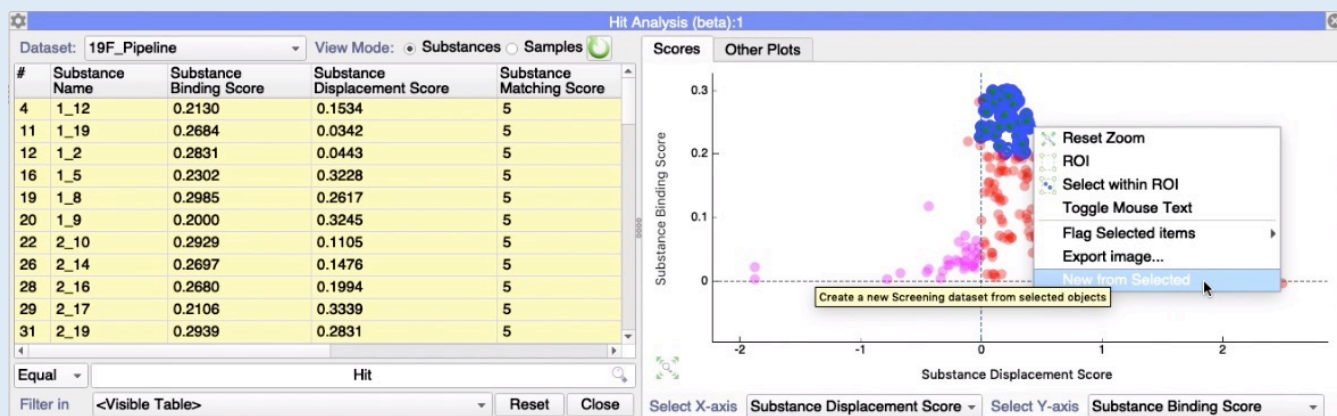 Hit Analysis (beta):1
Dataset: 19F_Pipeline View Mode: Substances Samples
# Substance Name Substance Binding Score Substance Displacement Score Substance Matching Score
4 1_12 0.2130 0.1534 5
11 1_19 0.2684 0.0342 5
12 1_2 0.2831 0.0443 5
16 1_5 0.2302 0.3228 5
19 1_8 0.2985 0.2617 5
20 1_9 0.2000 0.3245 5
22 2_10 0.2929 0.1105 5
26 2_14 0.2697 0.1476 5
28 2_16 0.2680 0.1994 5
29 2_17 0.2106 0.3339 5
31 2_19 0.2939 0.2831 5
Equal Hit
Filter in <Visible Table> Reset Close
Scores Other Plots
Substance Binding Score
0.3
0.2
0.1
0
-2 -1 0 1 2
Substance Displacement Score
Reset Zoom
ROI
Select within ROI
Toggle Mouse Text
Flag Selected items
Export image...
New from Selected
Create a new Screening dataset from selected objects
Select X-axis Substance Displacement Score Select Y-axis Substance Binding Score